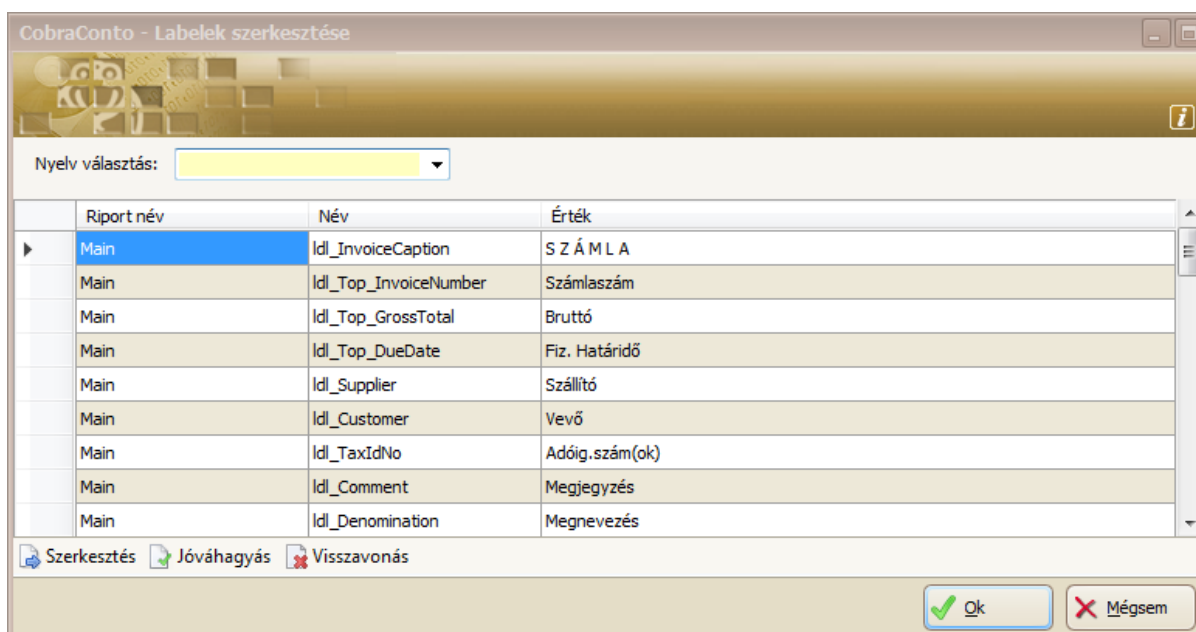 CobraConto - Labelek szerkesztése
Nyelv választás:
Riport név Név Érték
Main ldl_InvoiceCaption S Z Á M L A
Main ldl_Top_InvoiceNumber Számlaszám
Main ldl_Top_GrossTotal Bruttó
Main ldl_Top_DueDate Fiz. Határidő
Main ldl_Supplier Szállító
Main ldl_Customer Vevő
Main ldl_TaxIdNo Adóig.szám(ok)
Main ldl_Comment Megjegyzés
Main ldl_Denomination Megnevezés
Szerkesztés Jóváhagyás Visszavonás
Ok Mégsem